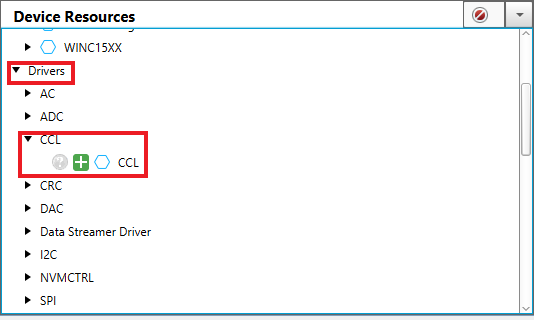 Device Resources
WINC15XX
Drivers
AC
ADC
CCL
? CCL
CRC
DAC
Data Streamer Driver
I2C
NVMCTRL
SPI